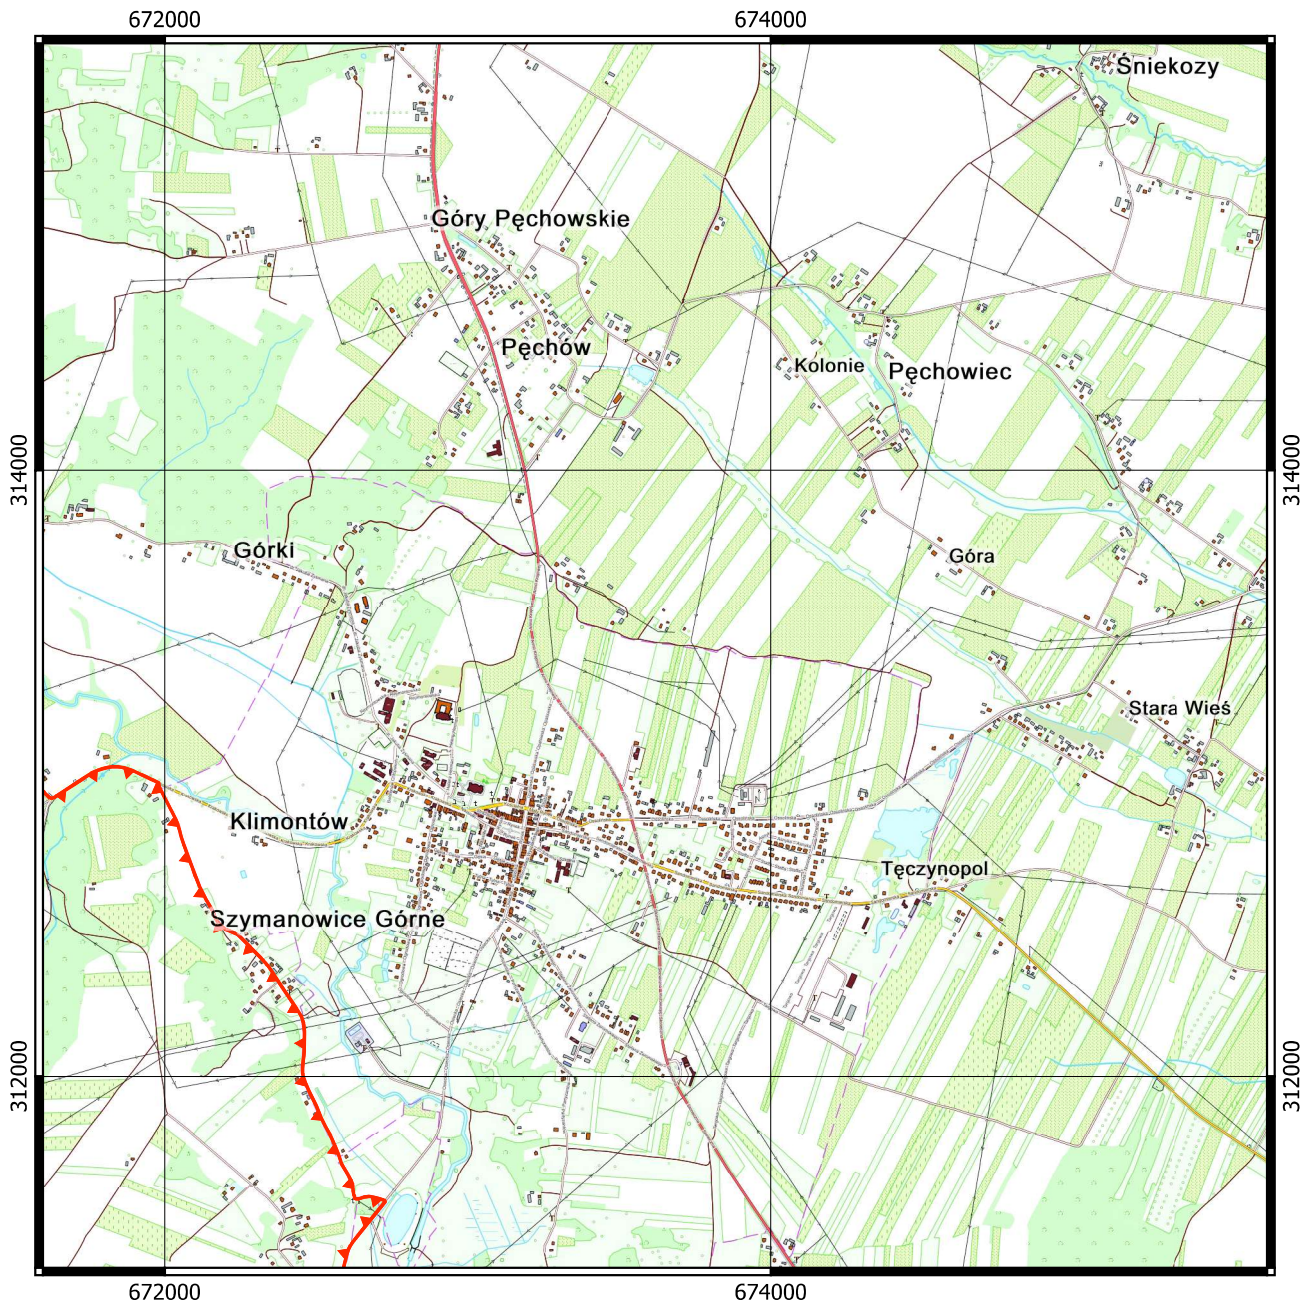 672000 674000
Śniekozy
Góry Pęchowskie
Pęchów
Kolonie
Pęchowiec
314000 314000
Górki
Góra
Stara Wieś
Klimontów
Tęczynopol
Szymanowice Górne
312000 312000
672000 674000